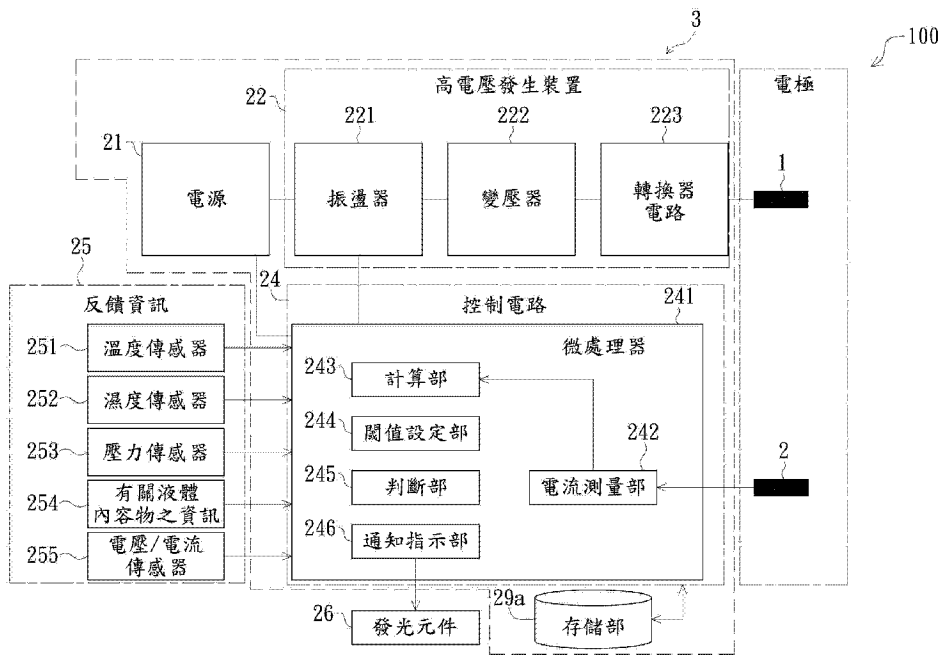 3
100
高電壓發生裝置
電極
22
221
222
223
21
1
電源
振盪器
變壓器
轉換器
電路
25
24
反饋資訊
控制電路
241
251
溫度傳感器
微處理器
243
計算部
252
濕度傳感器
244
閾值設定部
242
253
壓力傳感器
245
判斷部
電流測量部
2
254
有關液體
內容物之資訊
246
通知指示部
255
電壓/電流
傳感器
26
發光元件
29a
存儲部